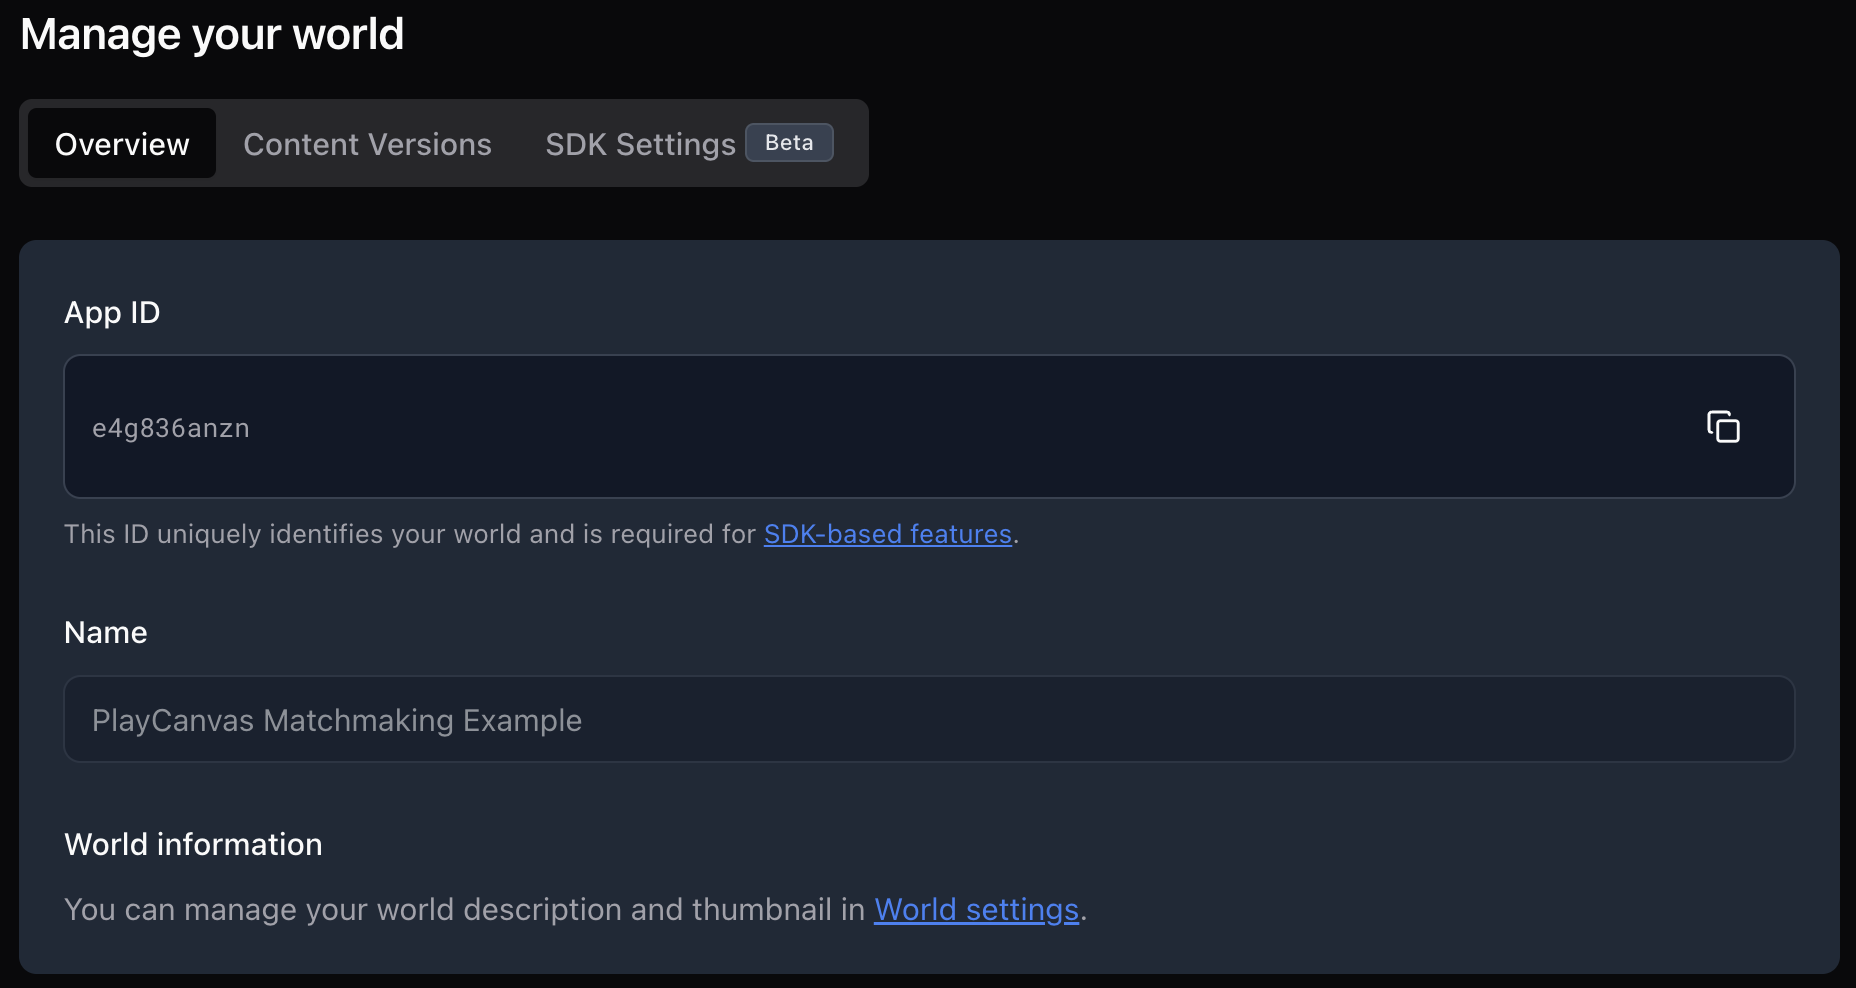 Manage your world
Overview
Content Versions
SDK Settings Beta
App ID
e4g836anzn
This ID uniquely identifies your world and is required for SDK-based features.
Name
PlayCanvas Matchmaking Example
World information
You can manage your world description and thumbnail in World settings.